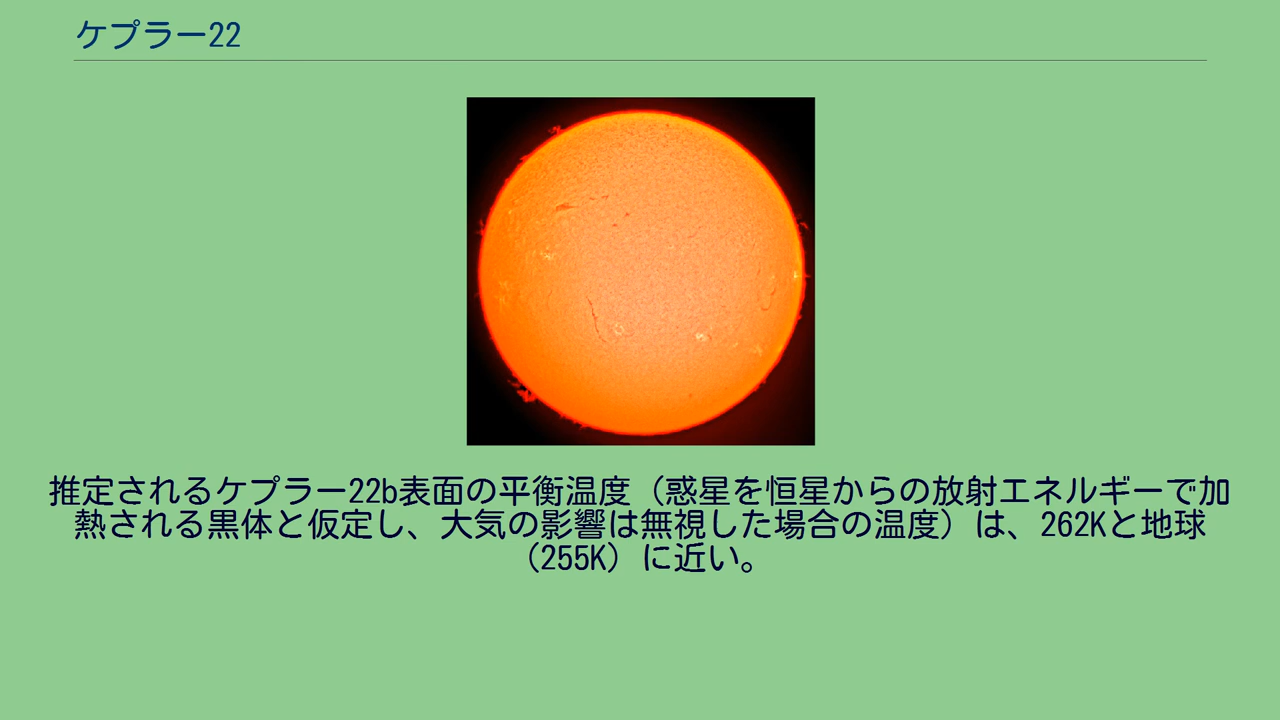 ケプラー22
推定されるケプラー22b表面の平衡温度（惑星を恒星からの放射エネルギーで加
熱される黒体と仮定し、大気の影響は無視した場合の温度）は、262Kと地球
（255K）に近い。